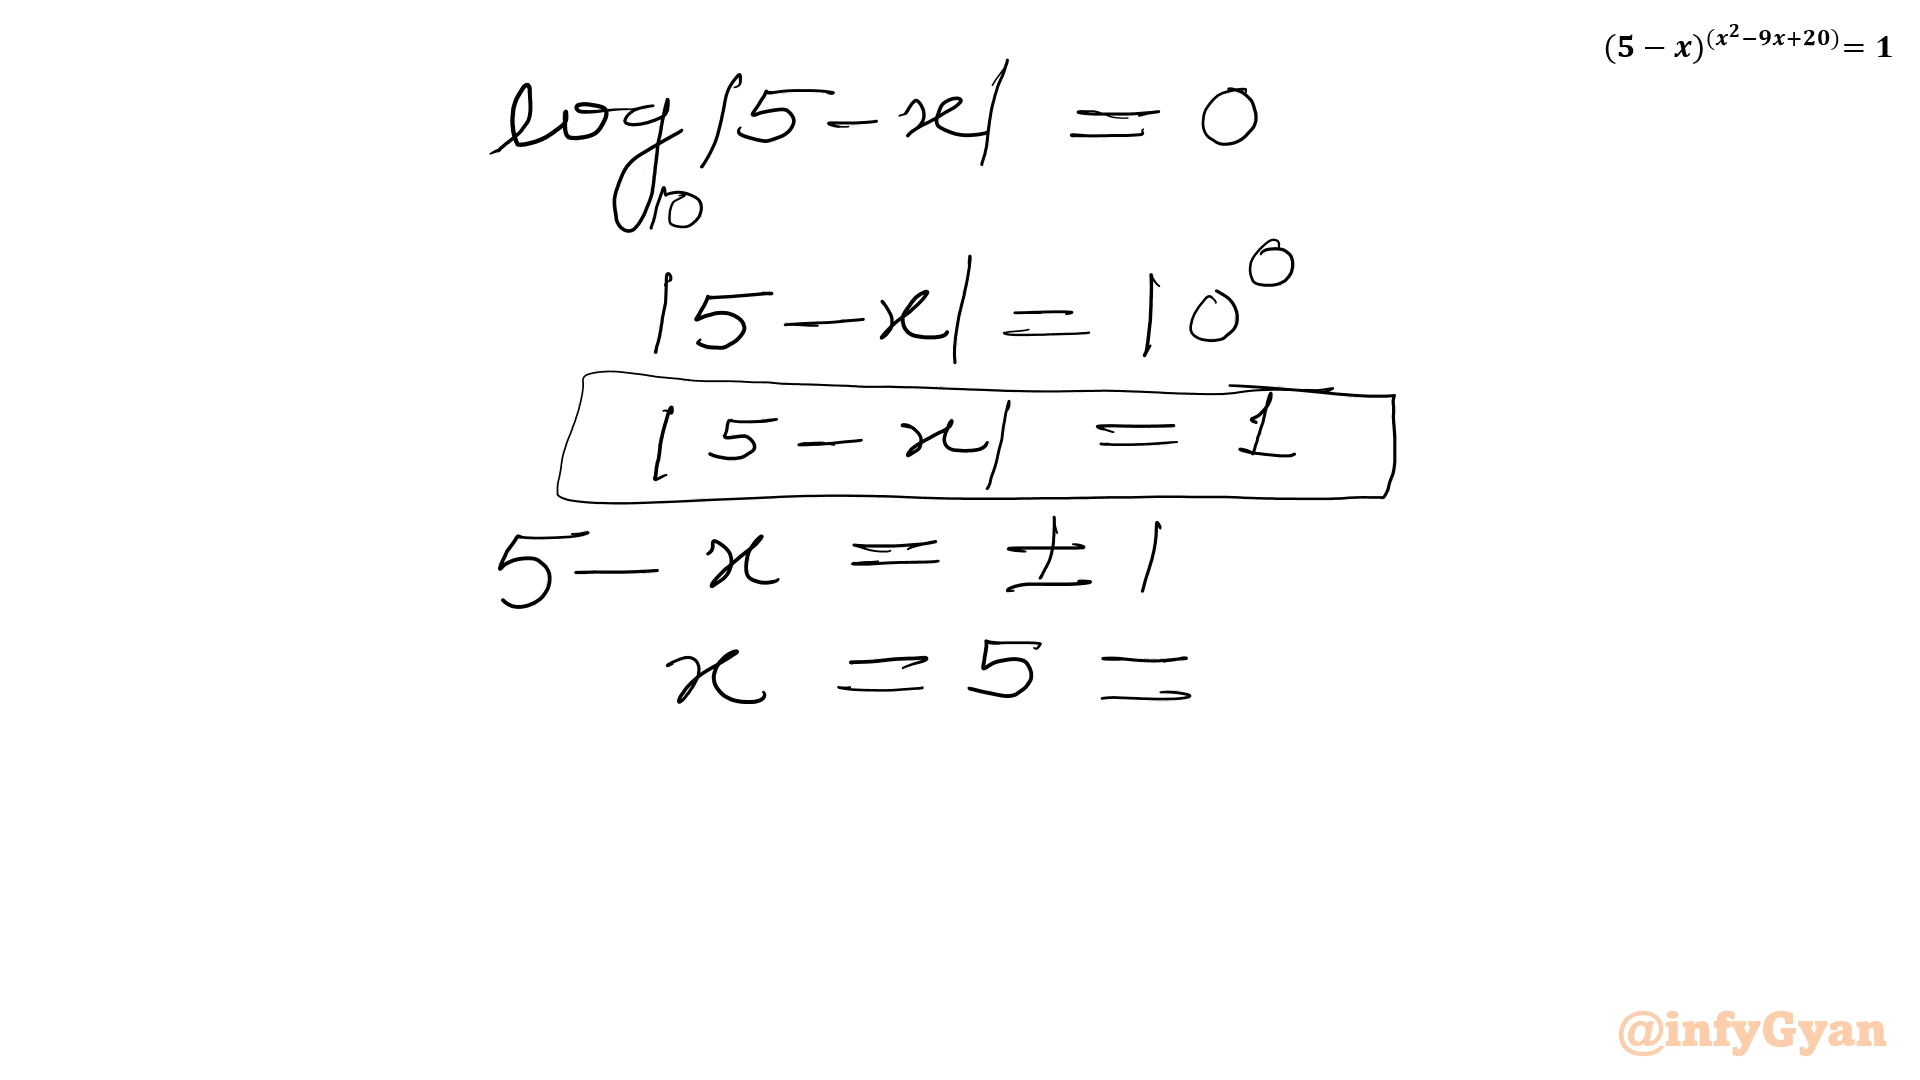 (5 − x)^(x²−9x+20) = 1
log₁₀|5 − x| = 0
|5 − x| = 10⁰
|5 − x| = 1
5 − x = ± 1
x = 5 =
@infyGyan